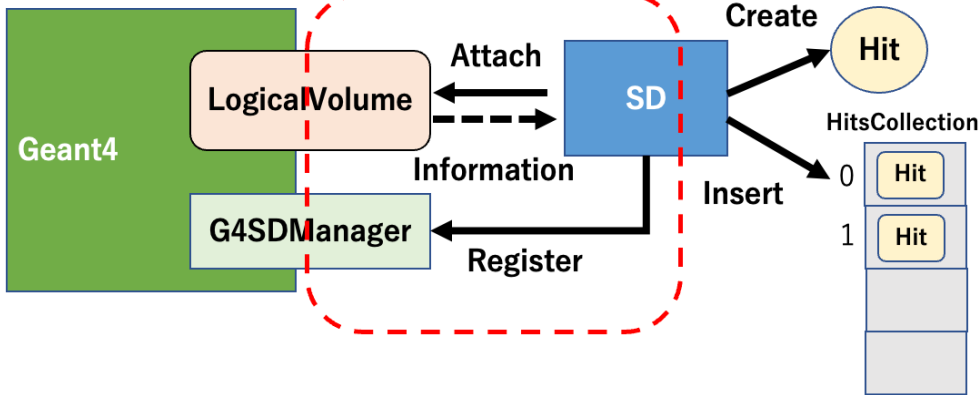 Create
Hit
Attach
LogicalVolume
SD
HitsCollection
Geant4
Information
0
Hit
Insert
G4SDManager
1
Hit
Register